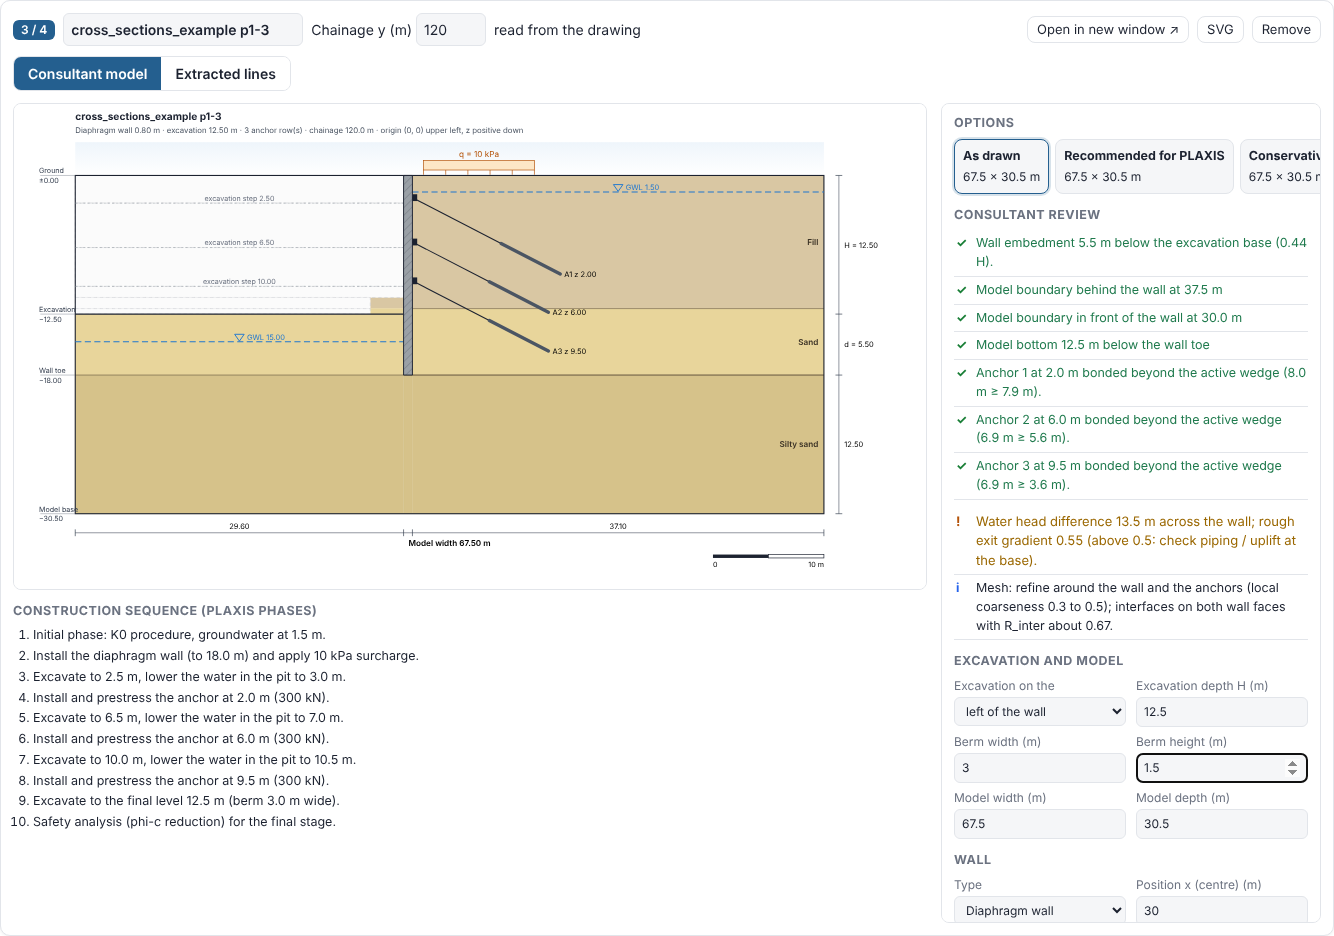 3 / 4
cross_sections_example p1-3
Chainage y (m)
120
read from the drawing
Open in new window ↗
SVG
Remove
Consultant model
Extracted lines
cross_sections_example p1-3
Diaphragm wall 0.80 m · excavation 12.50 m · 3 anchor row(s) · chainage 120.0 m · origin (0, 0) upper left, z positive down
q = 10 kPa
Ground
±0.00
GWL 1.50
excavation step 2.50
Fill
excavation step 6.50
H = 12.50
A1 z 2.00
excavation step 10.00
Excavation
−12.50
A2 z 6.00
GWL 15.00
Sand
d = 5.50
A3 z 9.50
Wall toe
−18.00
Silty sand
12.50
Model base
−30.50
29.60
37.10
Model width 67.50 m
0
10 m
CONSTRUCTION SEQUENCE (PLAXIS PHASES)
1. Initial phase: K0 procedure, groundwater at 1.5 m.
2. Install the diaphragm wall (to 18.0 m) and apply 10 kPa surcharge.
3. Excavate to 2.5 m, lower the water in the pit to 3.0 m.
4. Install and prestress the anchor at 2.0 m (300 kN).
5. Excavate to 6.5 m, lower the water in the pit to 7.0 m.
6. Install and prestress the anchor at 6.0 m (300 kN).
7. Excavate to 10.0 m, lower the water in the pit to 10.5 m.
8. Install and prestress the anchor at 9.5 m (300 kN).
9. Excavate to the final level 12.5 m (berm 3.0 m wide).
10. Safety analysis (phi-c reduction) for the final stage.
OPTIONS
As drawn
67.5 × 30.5 m
Recommended for PLAXIS
67.5 × 30.5 m
Conservativ
67.5 × 30.5 m
CONSULTANT REVIEW
✓ Wall embedment 5.5 m below the excavation base (0.44
H).
✓ Model boundary behind the wall at 37.5 m
✓ Model boundary in front of the wall at 30.0 m
✓ Model bottom 12.5 m below the wall toe
✓ Anchor 1 at 2.0 m bonded beyond the active wedge (8.0
m ≥ 7.9 m).
✓ Anchor 2 at 6.0 m bonded beyond the active wedge
(6.9 m ≥ 5.6 m).
✓ Anchor 3 at 9.5 m bonded beyond the active wedge
(6.9 m ≥ 3.6 m).
! Water head difference 13.5 m across the wall; rough
exit gradient 0.55 (above 0.5: check piping / uplift at
the base).
i Mesh: refine around the wall and the anchors (local
coarseness 0.3 to 0.5); interfaces on both wall faces
with R_inter about 0.67.
EXCAVATION AND MODEL
Excavation on the
Excavation depth H (m)
left of the wall
12.5
Berm width (m)
Berm height (m)
3
1.5
Model width (m)
Model depth (m)
67.5
30.5
WALL
Type
Position x (centre) (m)
Diaphragm wall
30